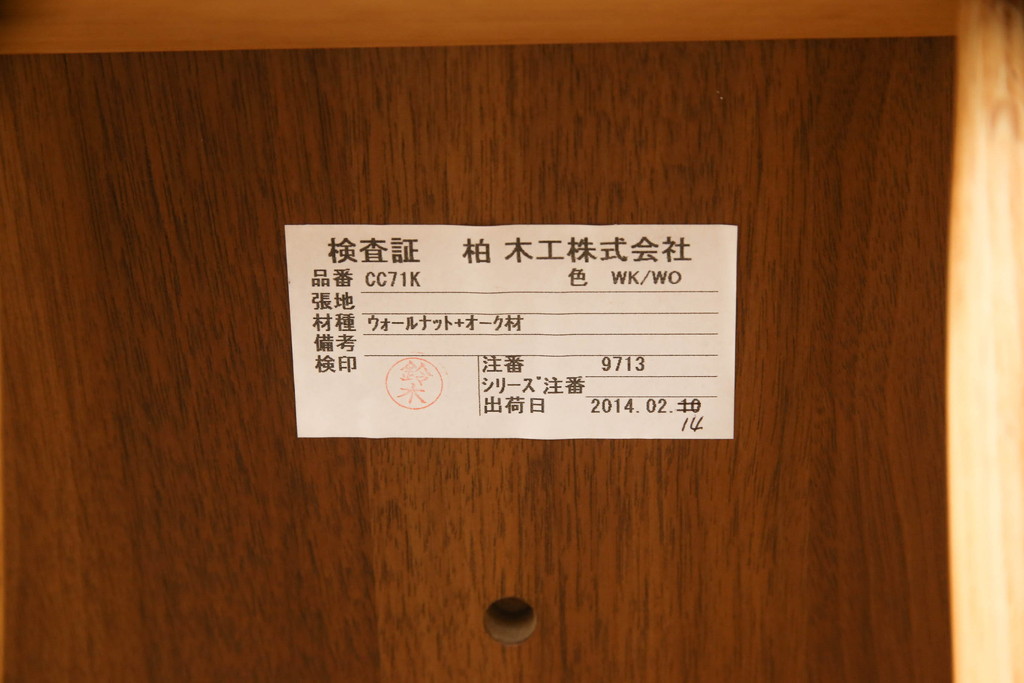 検査証 柏木工株式会社
品番 CC71K 色 WK/WO
張地
材種 ウォールナット+オーク材
備考
検印 鈴木 注番 9713
シリーズ注番
出荷日 2014.02.10
14